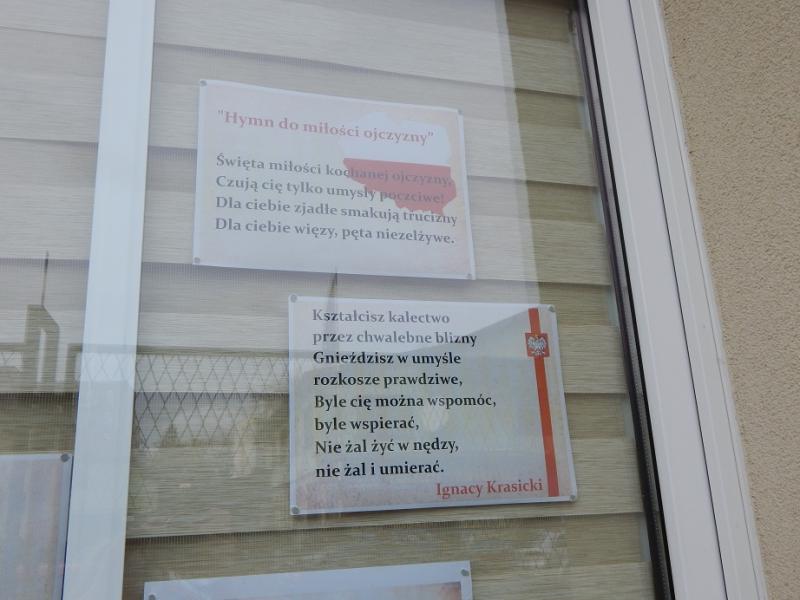 "Hymn do miłości ojczyzny"
Święta miłości kochanej ojczyzny,
Czują cię tylko umysły poczciwe!
Dla ciebie zjadłe smakują trucizny
Dla ciebie więzy, pęta niezelżywe.
Kształcisz kalectwo
przez chwalebne blizny
Gnieździsz w umyśle
rozkosze prawdziwe,
Byle cię można wspomóc,
byle wspierać,
Nie żal żyć w nędzy,
nie żal i umierać.
Ignacy Krasicki